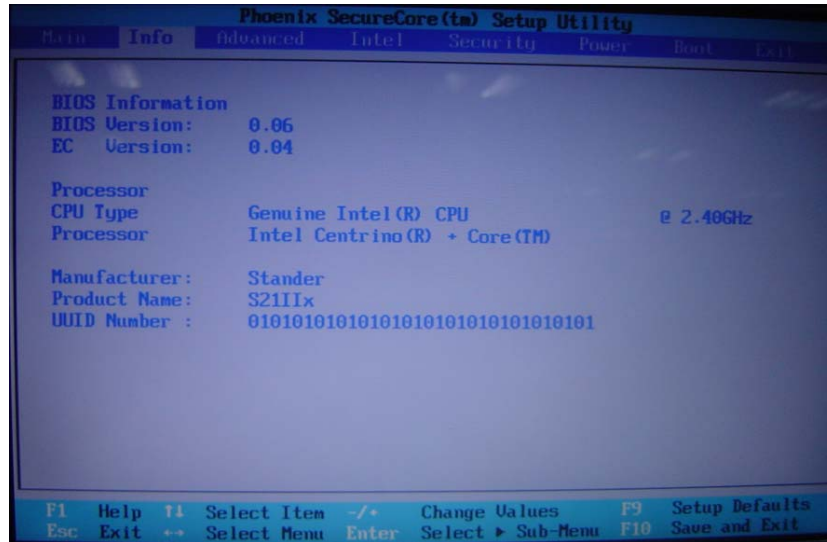 Phoenix SecureCore(tm) Setup Utility
Main Info Advanced Intel Security Power Boot Exit
BIOS Information
BIOS Version: 0.06
EC Version: 0.04
Processor
CPU Type Genuine Intel(R) CPU @ 2.40GHz
Processor Intel Centrino(R) + Core(TM)
Manufacturer: Stander
Product Name: S21IIx
UUID Number : 01010101010101010101010101010101
F1 Help ↑↓ Select Item -/+ Change Values F9 Setup Defaults
Esc Exit ↔ Select Menu Enter Select ▶ Sub-Menu F10 Save and Exit